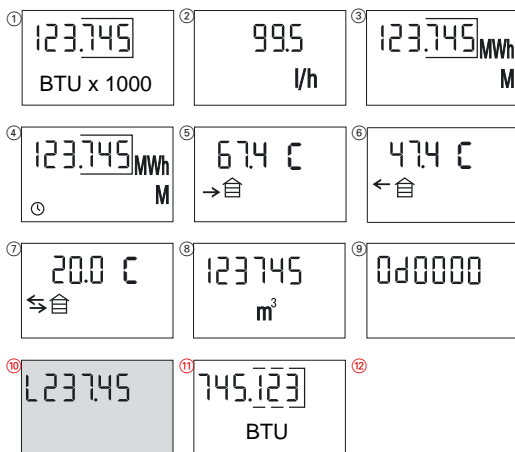 ① ② ③
123.745 99.5 123.745 MWh
BTU x 1000 l/h M
④ ⑤ ⑥
123.745 MWh 67.4 C 47.4 C
M
⑦ ⑧ ⑨
20.0 C 123745 0d0000
m³
⑩ ⑪ ⑫
L237.45 745.123
BTU